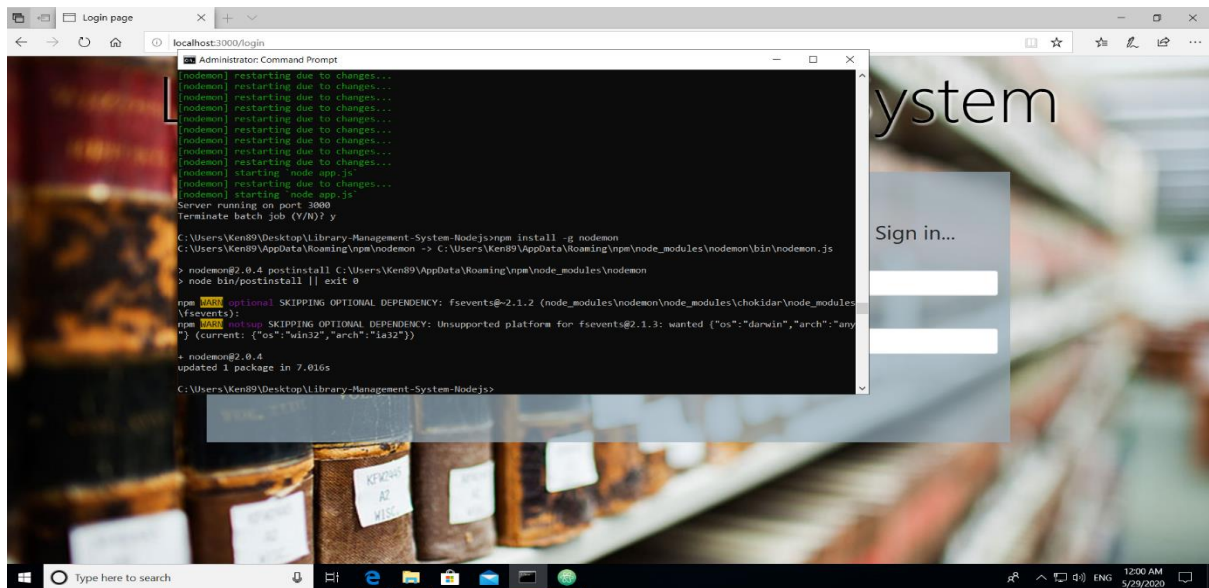 Login page
localhost:3000/login
L
ystem
Administrator: Command Prompt
[nodemon] restarting due to changes...
[nodemon] restarting due to changes...
[nodemon] restarting due to changes...
[nodemon] restarting due to changes...
[nodemon] restarting due to changes...
[nodemon] restarting due to changes...
[nodemon] restarting due to changes...
[nodemon] restarting due to changes...
[nodemon] restarting due to changes...
[nodemon] starting `node app.js`
[nodemon] restarting due to changes...
[nodemon] starting `node app.js`
Server running on port 3000
Terminate batch job (Y/N)? y
C:\Users\Ken89\Desktop\Library-Management-System-Nodejs>npm install -g nodemon
C:\Users\Ken89\AppData\Roaming\npm\nodemon -> C:\Users\Ken89\AppData\Roaming\npm\node_modules\nodemon\bin\nodemon.js
> nodemon@2.0.4 postinstall C:\Users\Ken89\AppData\Roaming\npm\node_modules\nodemon
> node bin/postinstall || exit 0
npm WARN optional SKIPPING OPTIONAL DEPENDENCY: fsevents@~2.1.2 (node_modules\nodemon\node_modules\chokidar\node_modules
\fsevents):
npm WARN notsup SKIPPING OPTIONAL DEPENDENCY: Unsupported platform for fsevents@2.1.3: wanted {"os":"darwin","arch":"any
"} (current: {"os":"win32","arch":"ia32"})
+ nodemon@2.0.4
updated 1 package in 7.016s
C:\Users\Ken89\Desktop\Library-Management-System-Nodejs>
Sign in...
A2
WISC.
Type here to search
ENG
12:00 AM
5/29/2020